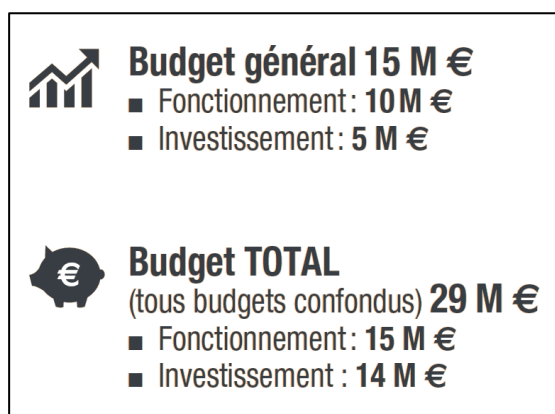 Budget général 15 M €
■ Fonctionnement : 10 M €
■ Investissement : 5 M €
€
Budget TOTAL
(tous budgets confondus) 29 M €
■ Fonctionnement : 15 M €
■ Investissement : 14 M €